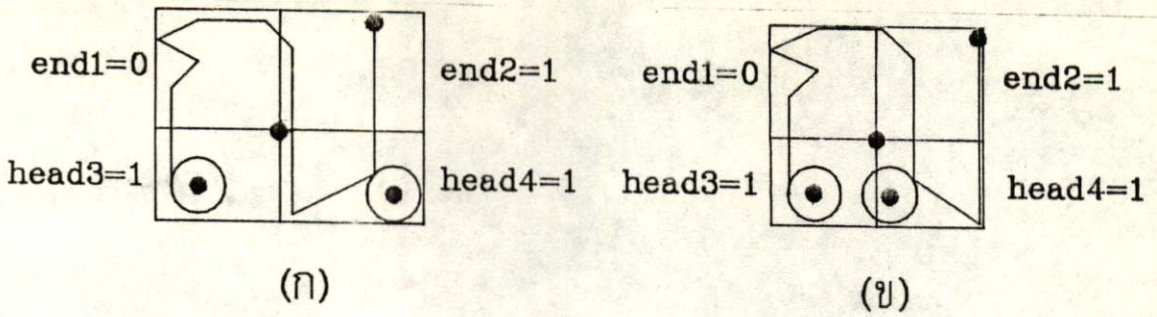 end1=0 end2=1 end1=0 end2=1
head3=1 head4=1 head3=1 head4=1
(ก) (ข)